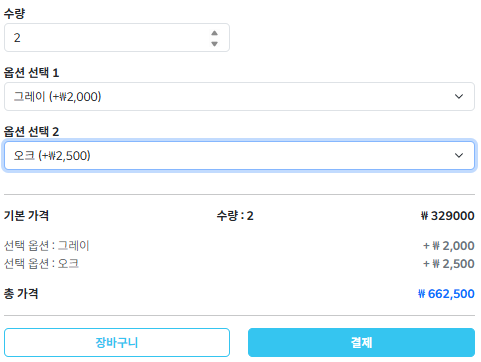 수량
2
옵션 선택 1
그레이 (+₩2,000)
옵션 선택 2
오크 (+₩2,500)
기본 가격 수량 : 2 ₩ 329000
선택 옵션 : 그레이 + ₩ 2,000
선택 옵션 : 오크 + ₩ 2,500
총 가격 ₩ 662,500
장바구니 결제